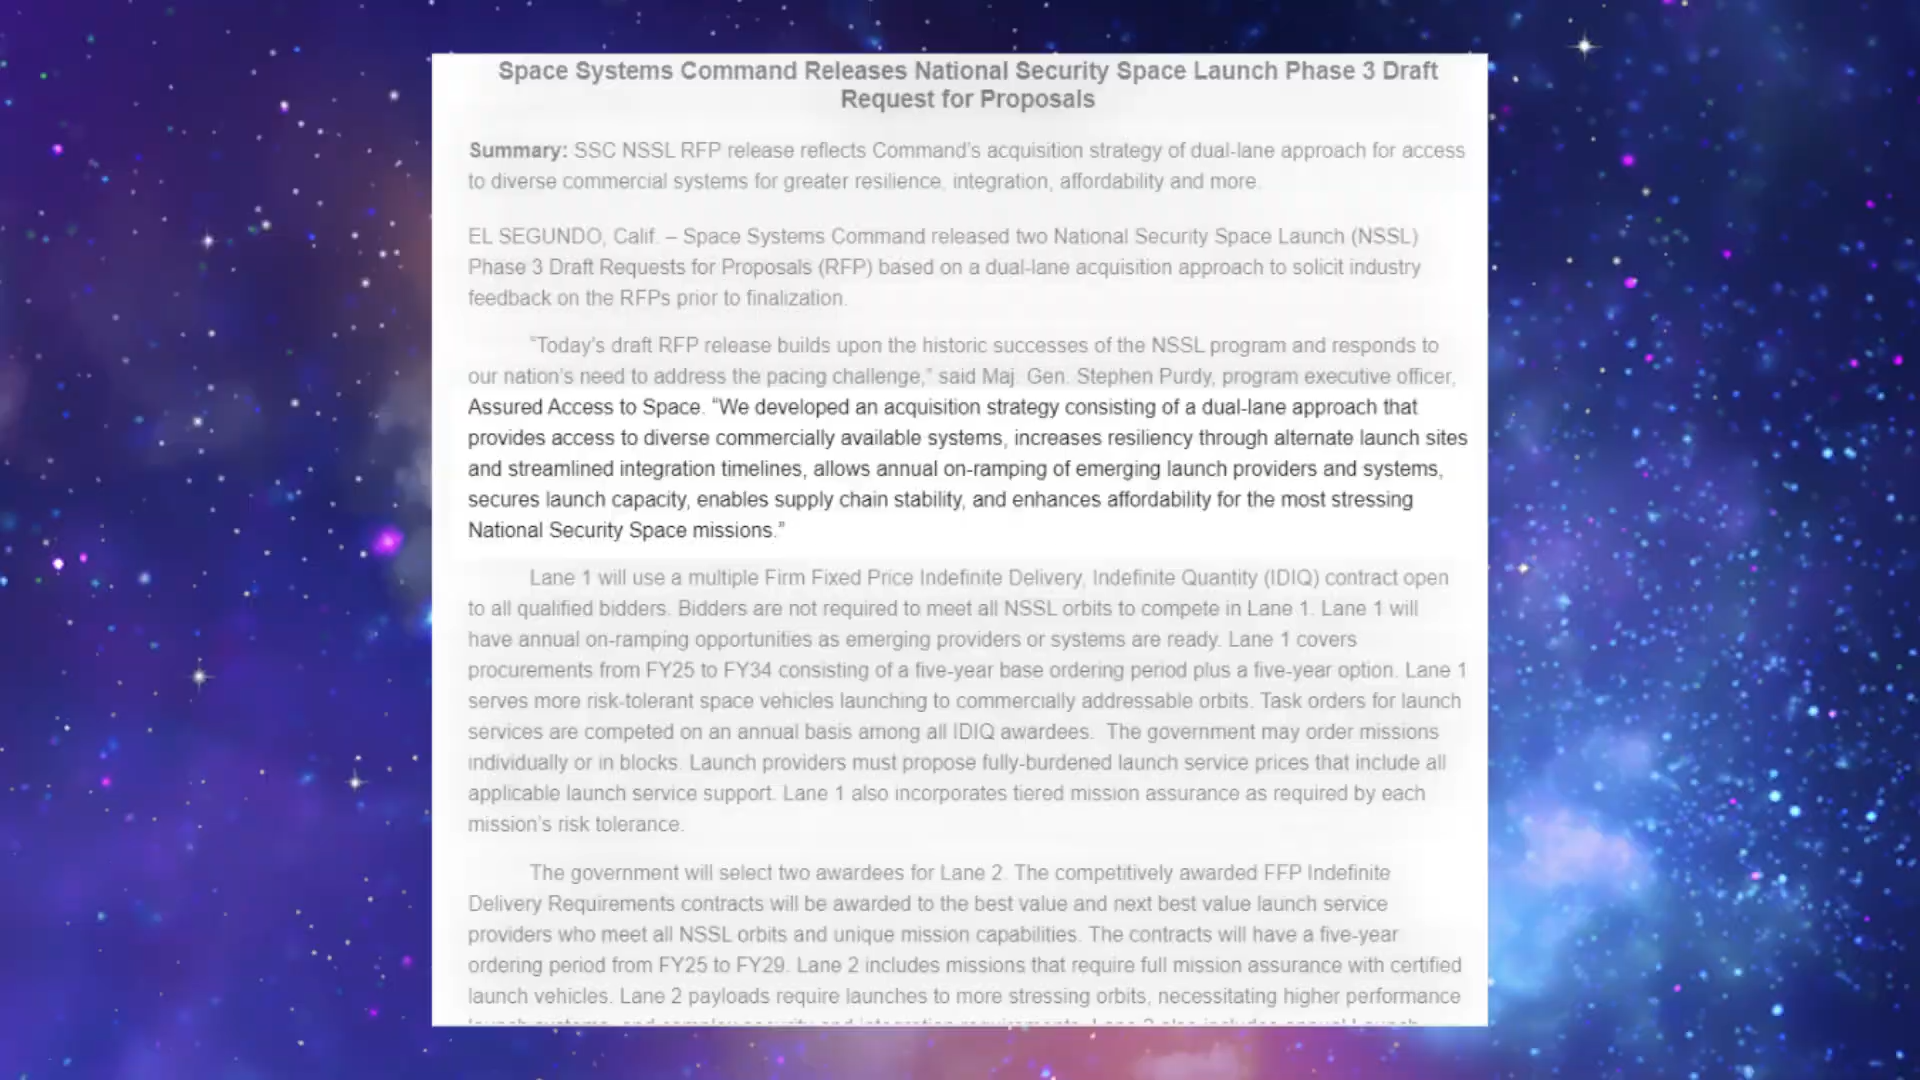 Space Systems Command Releases National Security Space Launch Phase 3 Draft
Request for Proposals
Summary: SSC NSSL RFP release reflects Command's acquisition strategy of dual-lane approach for access
to diverse commercial systems for greater resilience, integration, affordability and more.
EL SEGUNDO, Calif. – Space Systems Command released two National Security Space Launch (NSSL)
Phase 3 Draft Requests for Proposals (RFP) based on a dual-lane acquisition approach to solicit industry
feedback on the RFPs prior to finalization.
“Today’s draft RFP release builds upon the historic successes of the NSSL program and responds to
our nation’s need to address the pacing challenge,” said Maj. Gen. Stephen Purdy, program executive officer,
Assured Access to Space. “We developed an acquisition strategy consisting of a dual-lane approach that
provides access to diverse commercially available systems, increases resiliency through alternate launch sites
and streamlined integration timelines, allows annual on-ramping of emerging launch providers and systems,
secures launch capacity, enables supply chain stability, and enhances affordability for the most stressing
National Security Space missions.”
Lane 1 will use a multiple Firm Fixed Price Indefinite Delivery, Indefinite Quantity (IDIQ) contract open
to all qualified bidders. Bidders are not required to meet all NSSL orbits to compete in Lane 1. Lane 1 will
have annual on-ramping opportunities as emerging providers or systems are ready. Lane 1 covers
procurements from FY25 to FY34 consisting of a five-year base ordering period plus a five-year option. Lane 1
serves more risk-tolerant space vehicles launching to commercially addressable orbits. Task orders for launch
services are competed on an annual basis among all IDIQ awardees. The government may order missions
individually or in blocks. Launch providers must propose fully-burdened launch service prices that include all
applicable launch service support. Lane 1 also incorporates tiered mission assurance as required by each
mission’s risk tolerance.
The government will select two awardees for Lane 2. The competitively awarded FFP Indefinite
Delivery Requirements contracts will be awarded to the best value and next best value launch service
providers who meet all NSSL orbits and unique mission capabilities. The contracts will have a five-year
ordering period from FY25 to FY29. Lane 2 includes missions that require full mission assurance with certified
launch vehicles. Lane 2 payloads require launches to more stressing orbits, necessitating higher performance